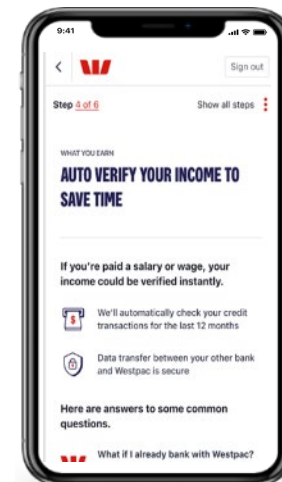 9:41
Sign out
Step 4 of 6
Show all steps
WHAT YOU EARN
AUTO VERIFY YOUR INCOME TO
SAVE TIME
If you're paid a salary or wage, your
income could be verified instantly.
$
We'll automatically check your credit
transactions for the last 12 months
Data transfer between your other bank
and Westpac is secure
Here are answers to some common
questions.
What if I already bank with Westpac?